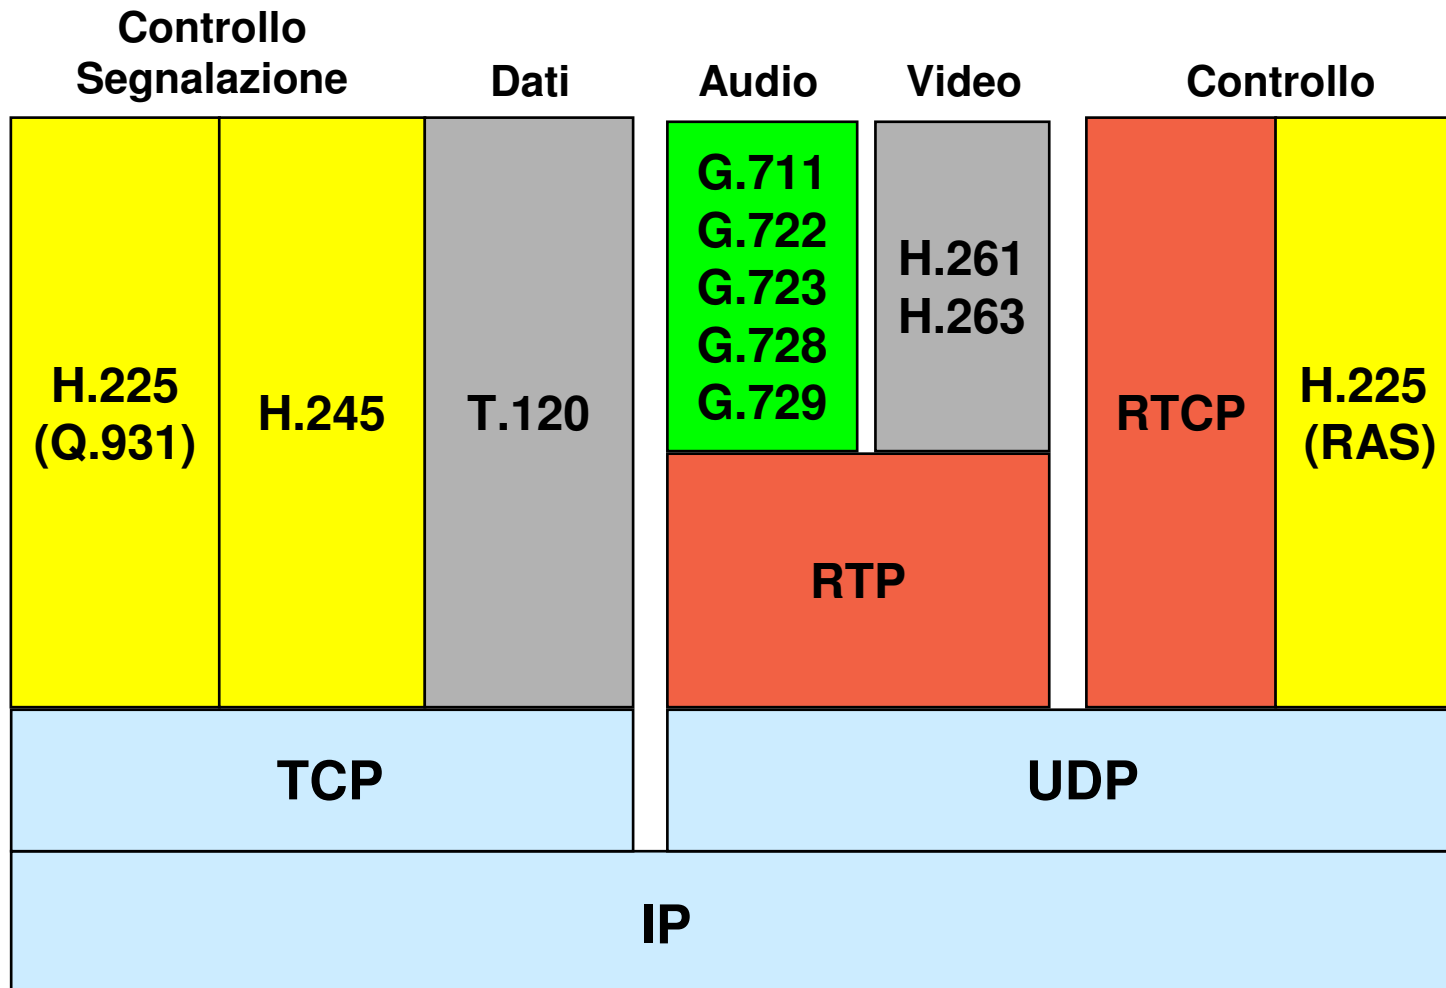 Controllo
Segnalazione
Dati
Audio
Video
Controllo
H.225
(Q.931)
H.245
T.120
G.711
G.722
G.723
G.728
G.729
H.261
H.263
RTP
RTCP
H.225
(RAS)
TCP
UDP
IP